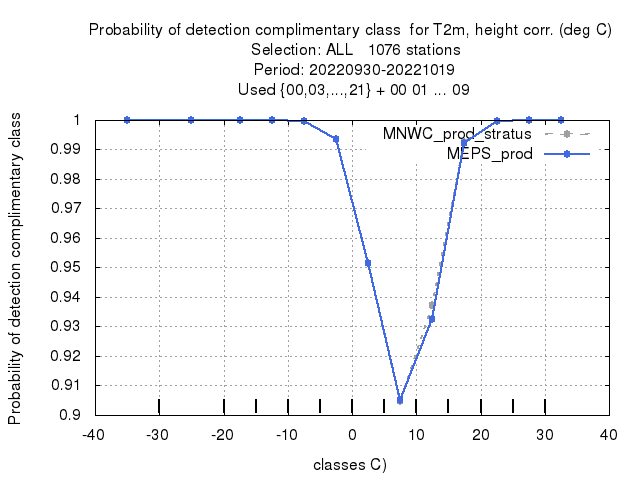 Probability of detection complimentary class  for T2m, height corr. (deg C)
Selection: ALL   1076 stations
Period: 20220930-20221019
Used {00,03,...,21} + 00 01 ... 09
Probability of detection complimentary class
MNWC_prod_stratus
MEPS_prod
1
0.99
0.98
0.97
0.96
0.95
0.94
0.93
0.92
0.91
0.9
-40 -30 -20 -10 0 10 20 30 40
classes C)